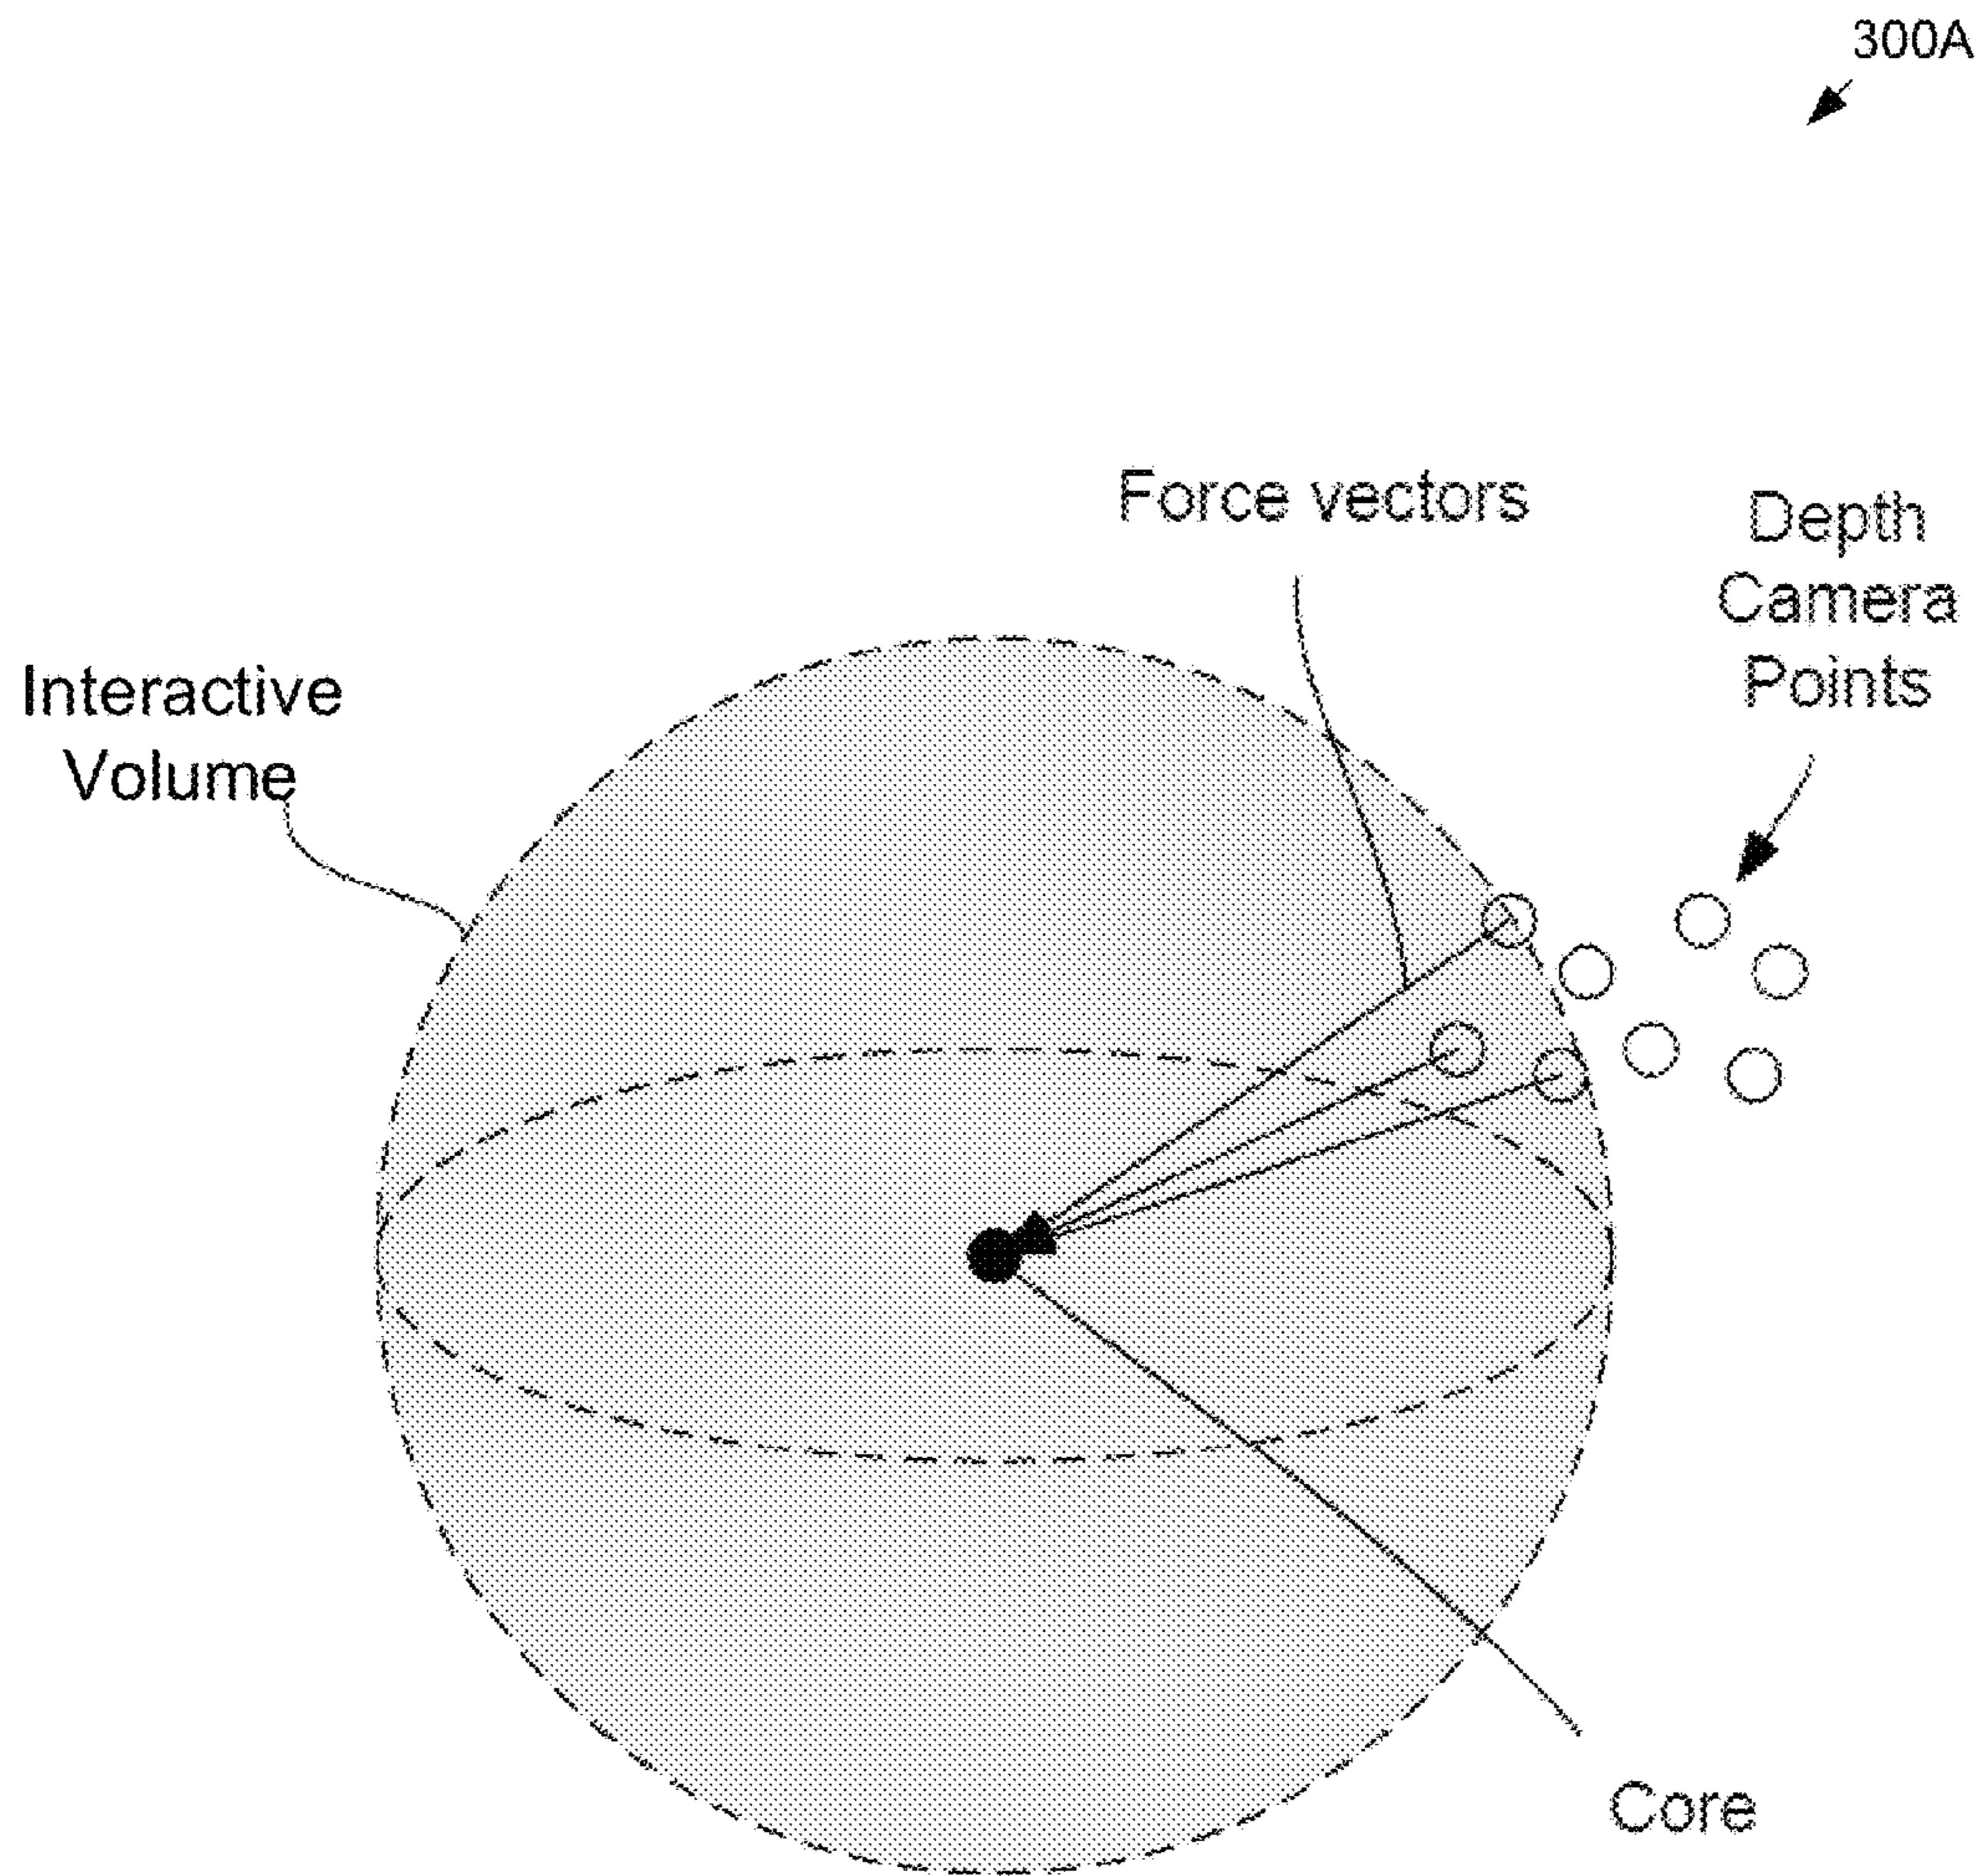 300A
Force vectors
Depth
Camera
Points
Interactive
Volume
Core